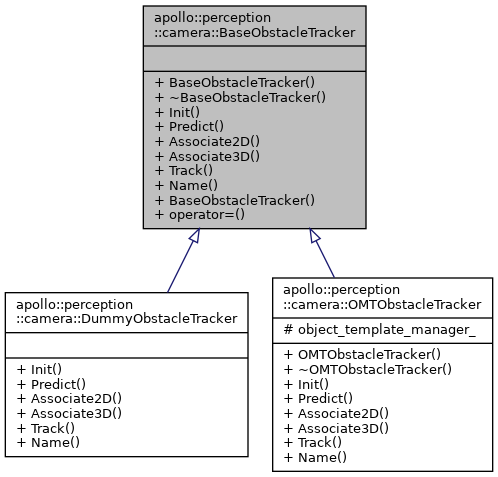 apollo::perception
::camera::BaseObstacleTracker
+ BaseObstacleTracker()
+ ~BaseObstacleTracker()
+ Init()
+ Predict()
+ Associate2D()
+ Associate3D()
+ Track()
+ Name()
+ BaseObstacleTracker()
+ operator=()
apollo::perception
::camera::DummyObstacleTracker
+ Init()
+ Predict()
+ Associate2D()
+ Associate3D()
+ Track()
+ Name()
apollo::perception
::camera::OMTObstacleTracker
# object_template_manager_
+ OMTObstacleTracker()
+ ~OMTObstacleTracker()
+ Init()
+ Predict()
+ Associate2D()
+ Associate3D()
+ Track()
+ Name()